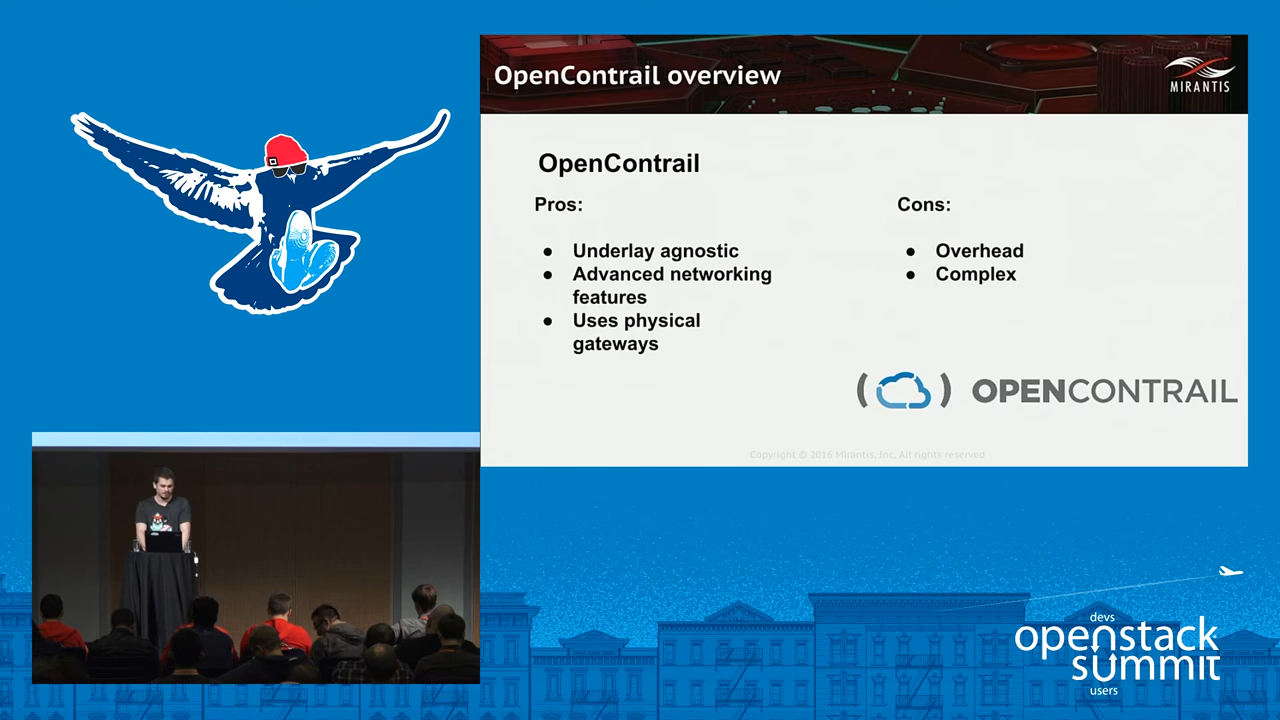 OpenContrail overview
MIRANTIS
OpenContrail
Pros:
● Underlay agnostic
● Advanced networking
features
● Uses physical
gateways
Cons:
● Overhead
● Complex
OPENCONTRAIL
Copyright © 2016 Mirantis, Inc. All rights reserved
devs
openstack
summit
users